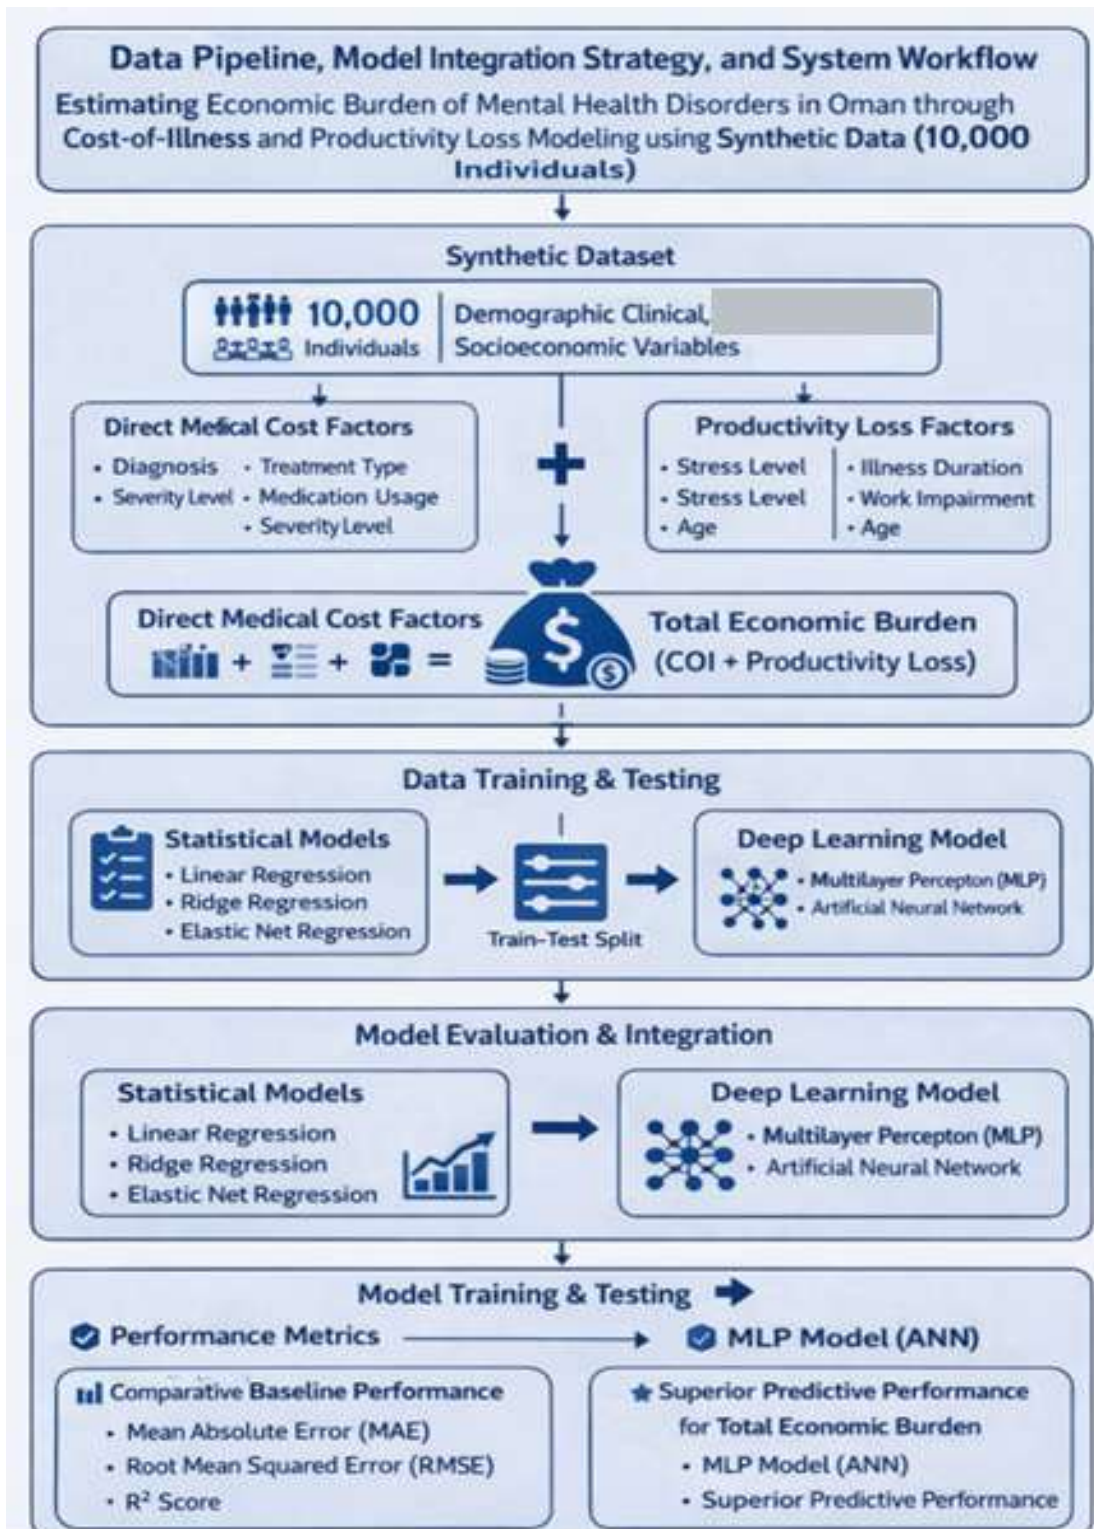 Data Pipeline, Model Integration Strategy, and System Workflow
Estimating Economic Burden of Mental Health Disorders in Oman through
Cost-of-Illness and Productivity Loss Modeling using Synthetic Data (10,000
Individuals)
Synthetic Dataset
10,000
Individuals
Demographic Clinical,
Socioeconomic Variables
Direct Medical Cost Factors
• Diagnosis
• Severity Level
• Treatment Type
• Medication Usage
• Severity Level
Productivity Loss Factors
• Stress Level
• Stress Level
• Age
• Illness Duration
• Work Impairment
• Age
Direct Medical Cost Factors
+ + =
$
$
Total Economic Burden
(COI + Productivity Loss)
Data Training & Testing
Statistical Models
• Linear Regression
• Ridge Regression
• Elastic Net Regression
Train-Test Split
Deep Learning Model
• Multilayer Percepton (MLP)
• Artificial Neural Network
Model Evaluation & Integration
Statistical Models
• Linear Regression
• Ridge Regression
• Elastic Net Regression
Deep Learning Model
• Multilayer Percepton (MLP)
• Artificial Neural Network
Model Training & Testing
Performance Metrics
MLP Model (ANN)
Comparative Baseline Performance
• Mean Absolute Error (MAE)
• Root Mean Squared Error (RMSE)
• R² Score
Superior Predictive Performance
for Total Economic Burden
• MLP Model (ANN)
• Superior Predictive Performance